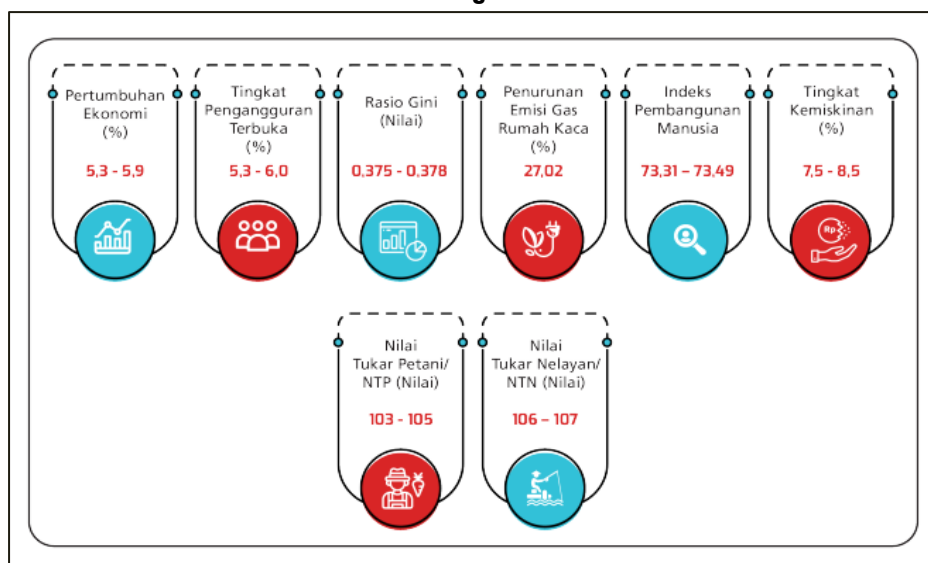 Pertumbuhan
Ekonomi
(%)
5,3 - 5,9
Tingkat
Pengangguran
Terbuka
(%)
5,3 - 6,0
Rasio Gini
(Nilai)
0,375 - 0,378
Penurunan
Emisi Gas
Rumah Kaca
(%)
27,02
Indeks
Pembangunan
Manusia
73,31 – 73,49
Tingkat
Kemiskinan
(%)
7,5 - 8,5
Rp
Nilai
Tukar Petani/
NTP (Nilai)
103 - 105
Nilai
Tukar Nelayan/
NTN (Nilai)
106 – 107